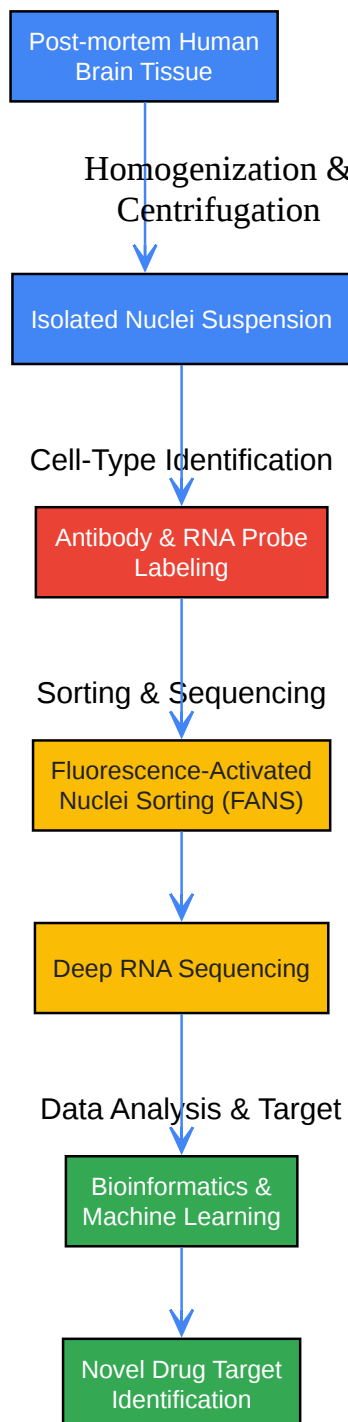 Post-mortem Human
Brain Tissue
Homogenization &
Centrifugation
Isolated Nuclei Suspension
Cell-Type Identification
Antibody & RNA Probe
Labeling
Sorting & Sequencing
Fluorescence-Activated
Nuclei Sorting (FANS)
Deep RNA Sequencing
Data Analysis & Target
Bioinformatics &
Machine Learning
Novel Drug Target
Identification